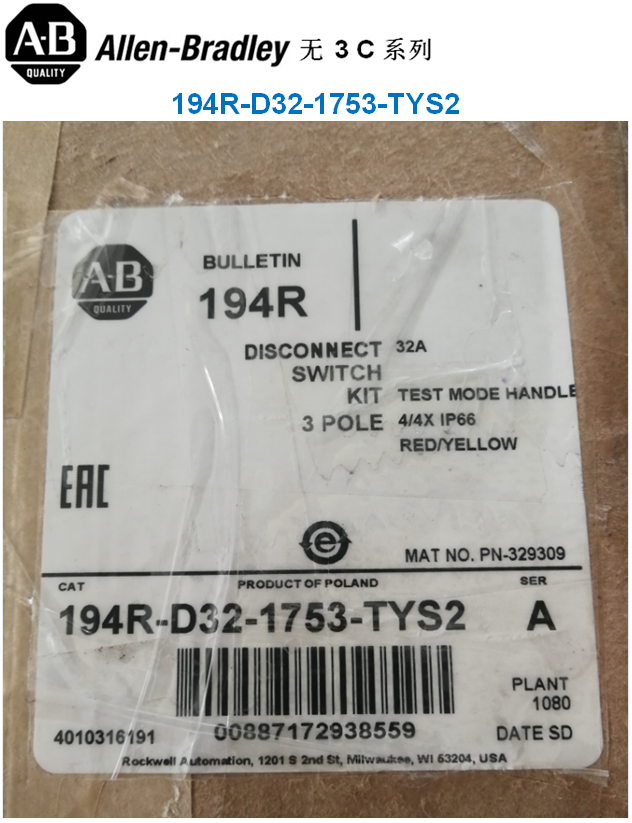 A-B
QUALITY
Allen-Bradley 无 3 C 系列
194R-D32-1753-TYS2
A-B
QUALITY
BULLETIN
194R
DISCONNECT 32A
SWITCH
KIT TEST MODE HANDLE
3 POLE 4/4X IP66
RED/YELLOW
EAC
e
MAT NO. PN-329309
CAT PRODUCT OF POLAND SER
194R-D32-1753-TYS2 A
PLANT
1080
4010316191 00887172938559 DATE SD
Rockwell Automation, 1201 S 2nd St, Milwaukee, WI 53204, USA